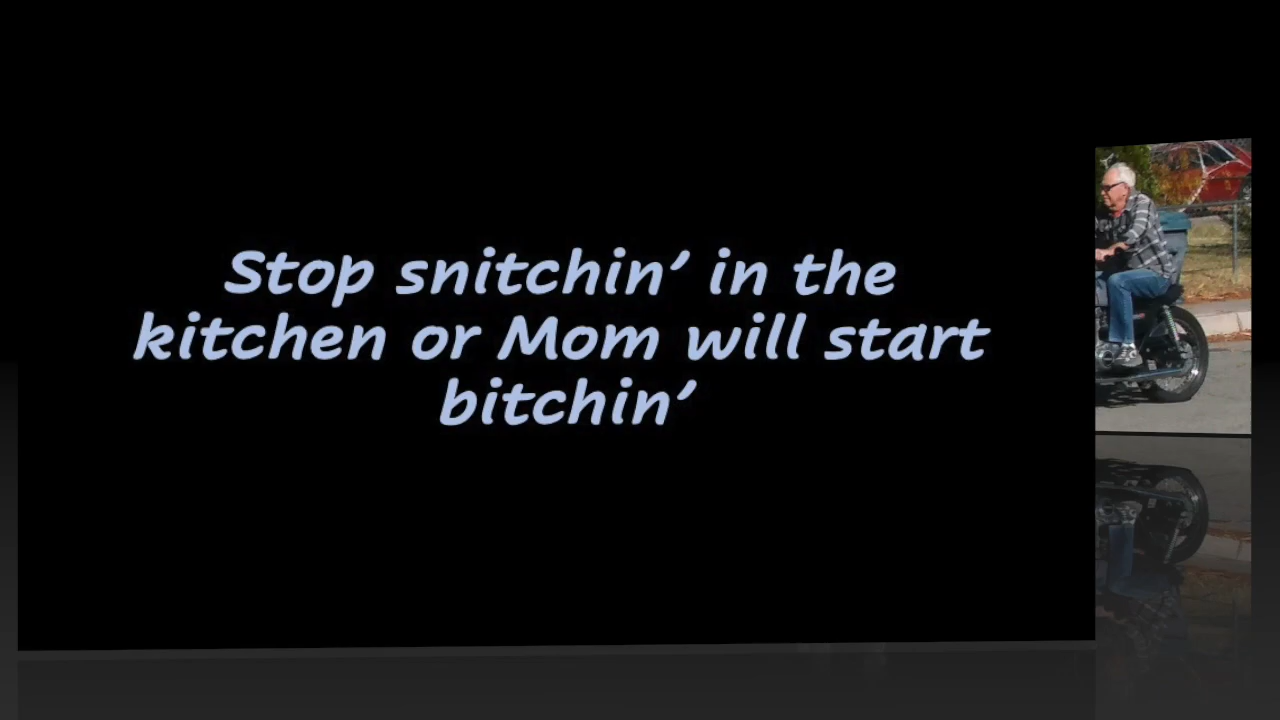 Stop snitchin’ in the
kitchen or Mom will start
bitchin’